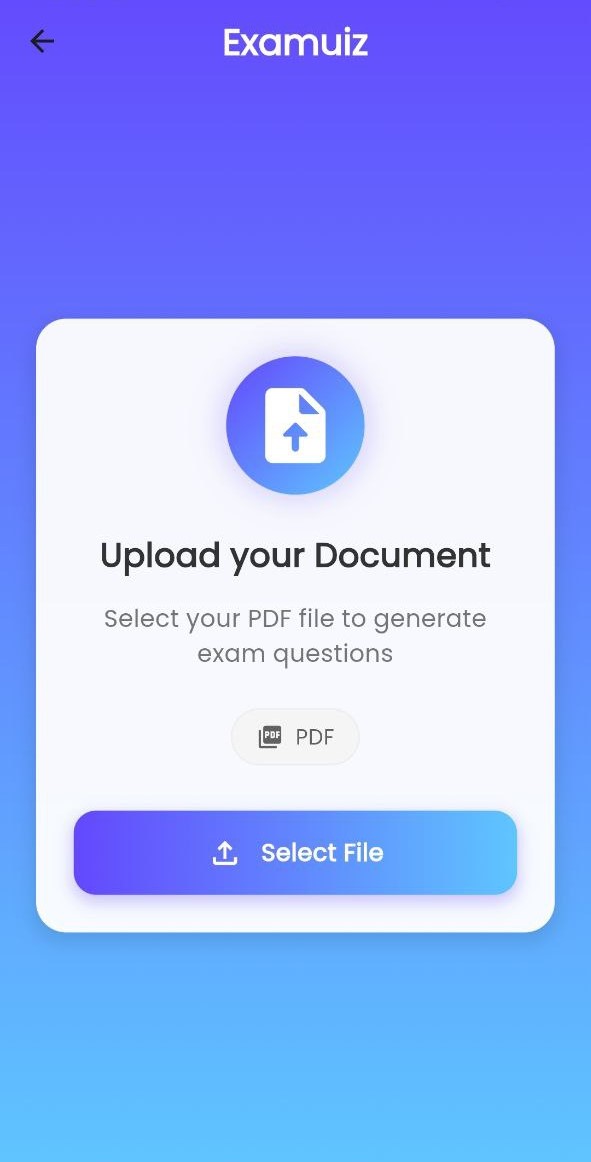 Examuiz
Upload your Document
Select your PDF file to generate
exam questions
PDF PDF
Select File